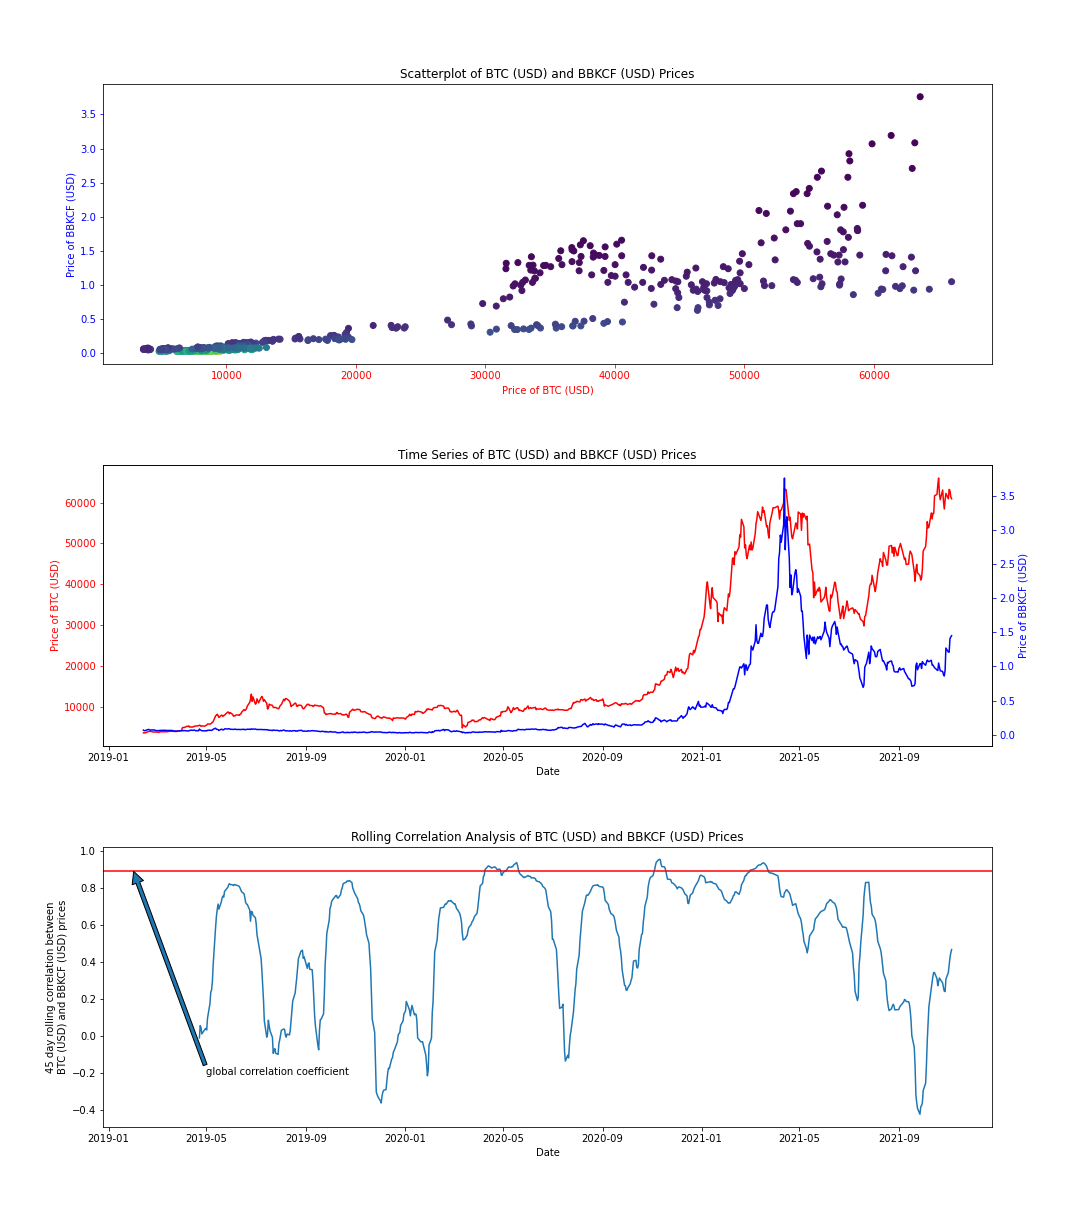 Scatterplot of BTC (USD) and BBKCF (USD) Prices
Price of BBKCF (USD)
3.5
3.0
2.5
2.0
1.5
1.0
0.5
0.0
10000 20000 30000 40000 50000 60000
Price of BTC (USD)
Time Series of BTC (USD) and BBKCF (USD) Prices
Price of BTC (USD)
60000
50000
40000
30000
20000
10000
3.5
3.0
2.5
2.0
1.5
1.0
0.5
0.0
Price of BBKCF (USD)
2019-01 2019-05 2019-09 2020-01 2020-05 2020-09 2021-01 2021-05 2021-09
Date
Rolling Correlation Analysis of BTC (USD) and BBKCF (USD) Prices
45 day rolling correlation between
BTC (USD) and BBKCF (USD) prices
1.0
0.8
0.6
0.4
0.2
0.0
−0.2
−0.4
global correlation coefficient
2019-01 2019-05 2019-09 2020-01 2020-05 2020-09 2021-01 2021-05 2021-09
Date